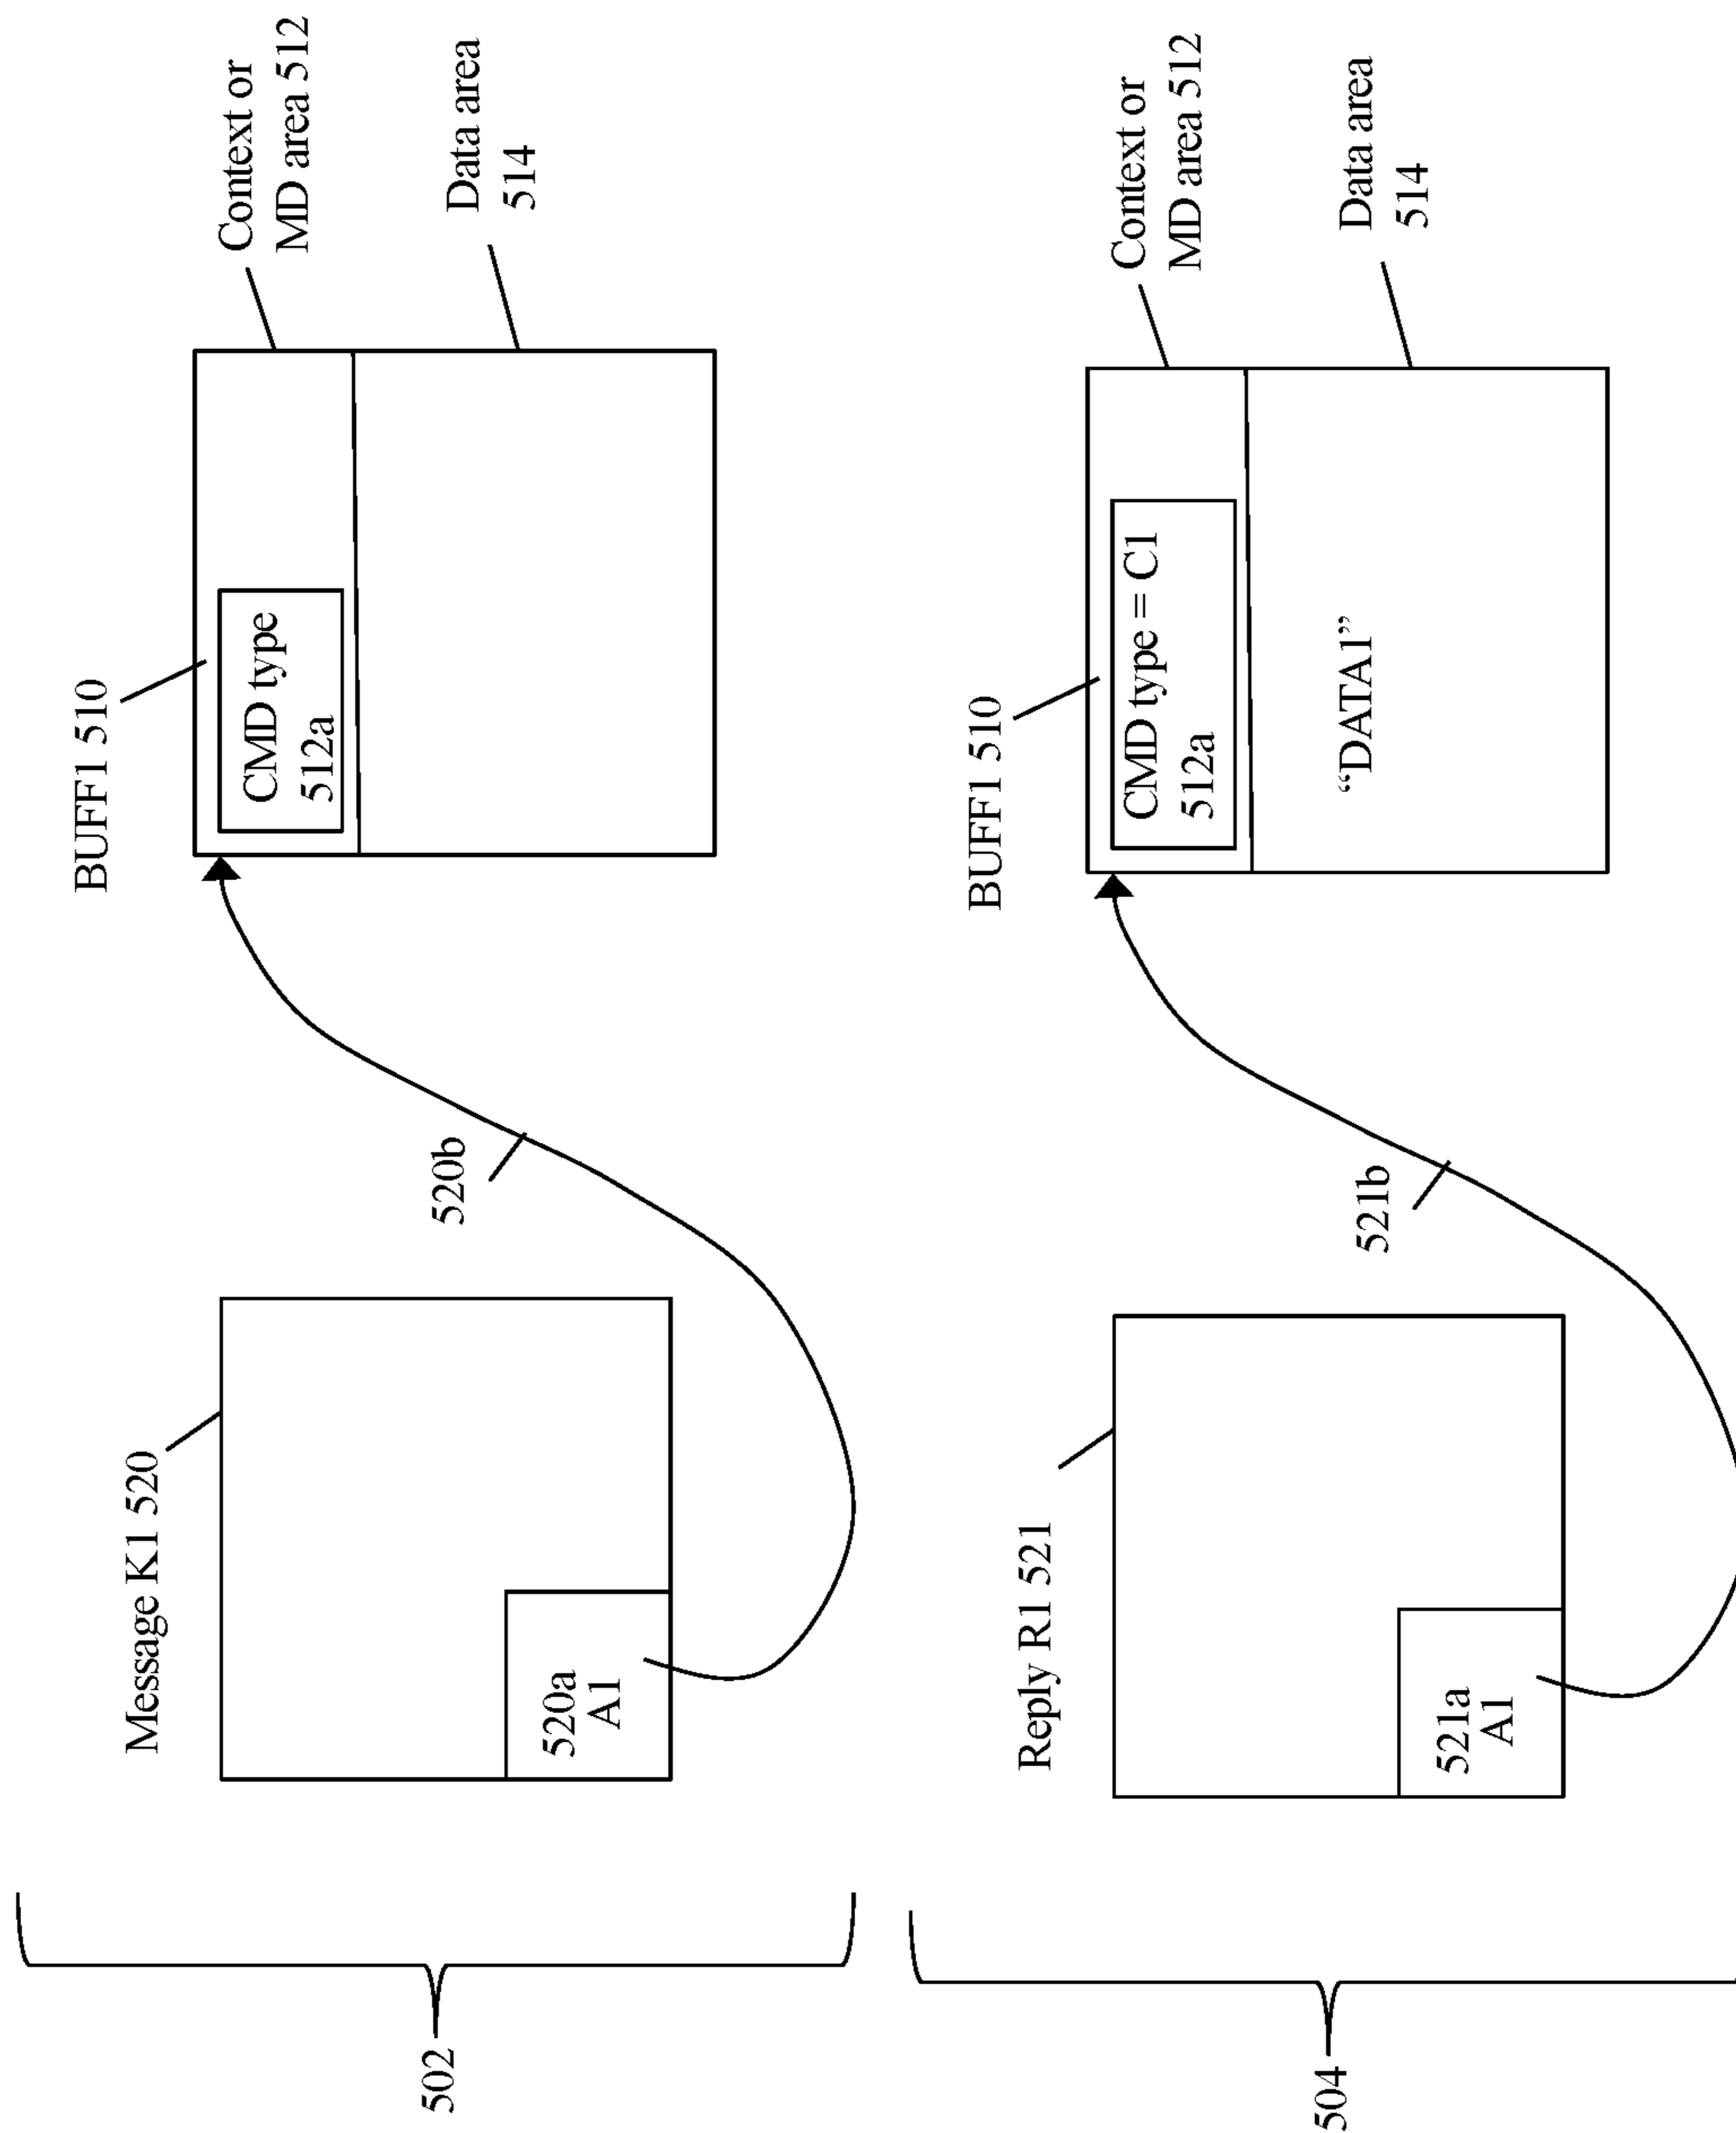 502
Message K1 520
520a
A1
520b
BUFF1 510
CMD type
512a
Context or
MD area 512
Data area
514
504
Reply R1 521
521a
A1
521b
BUFF1 510
CMD type = C1
512a
“DATA1”
Context or
MD area 512
Data area
514